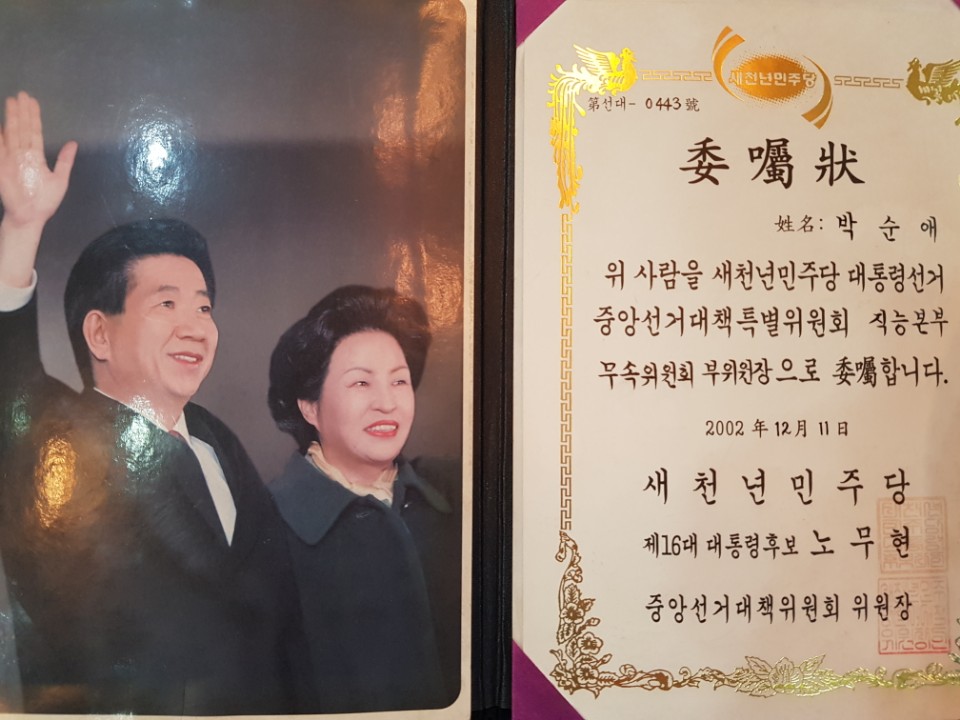 새천년민주당
第선대 - 0443 號
委囑狀
姓名: 박 순 애
위 사람을 새천년민주당 대통령선거
중앙선거대책특별위원회 직능본부
무속위원회 부위원장으로 委囑합니다.
2002 年 12 月 11 日
새천년민주당
제16대 대통령후보 노무현
중앙선거대책위원회 위원장